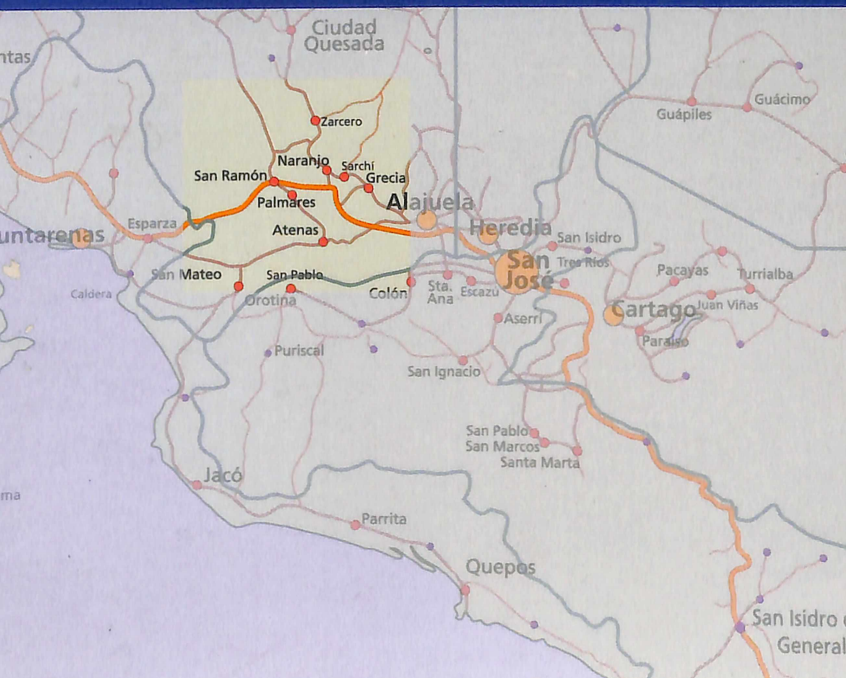 Ciudad
Quesada
ntas
Guácimo
Guápiles
Zarcero
Naranjo
Sarchí
San Ramón
Grecia
Palmares
Alajuela
Esparza
Atenas
Heredia
untarenas
San Isidro
San
José
Tres Ríos
San Mateo
San Pablo
Pacayas
Turrialba
Caldera
Orotina
Colón
Sta.
Ana
Escazú
Juan Viñas
Cartago
Aserrí
Paraíso
Puriscal
San Ignacio
San Pablo
San Marcos
Santa Marta
Jacó
ma
Parrita
Quepos
San Isidro
General